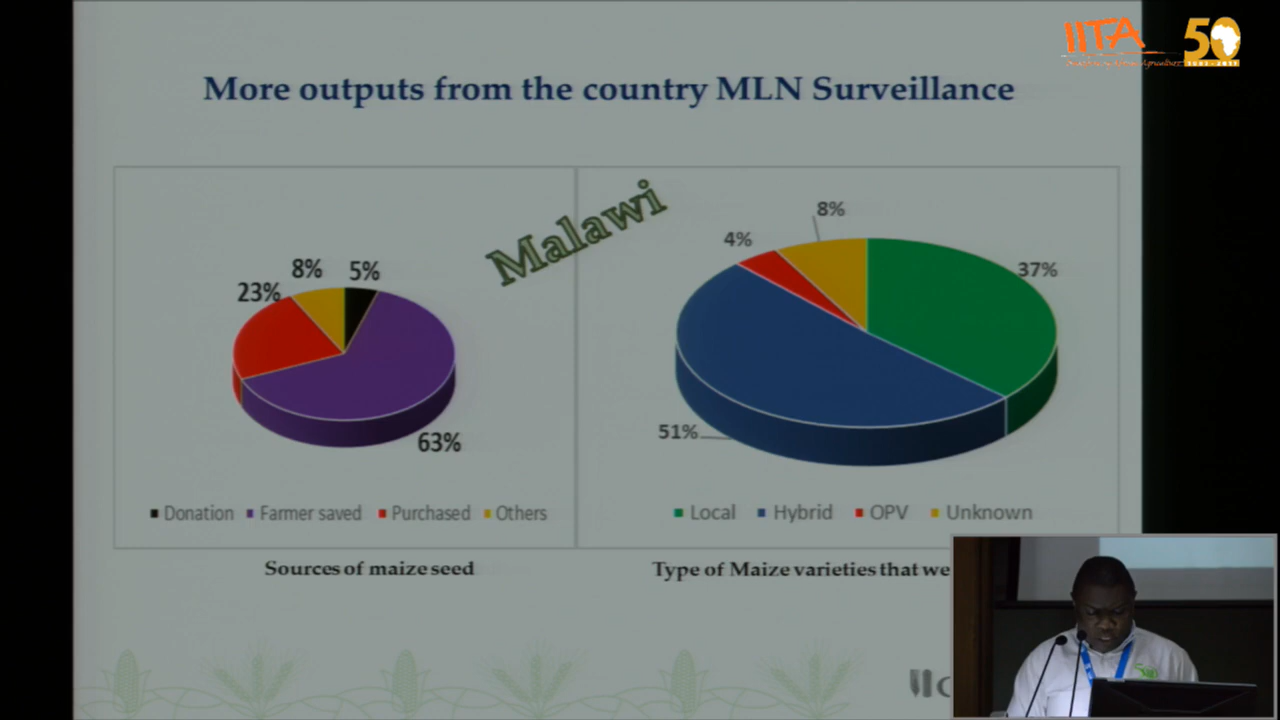 IITA 50
More outputs from the country MLN Surveillance
Malawi
8% 5%
23%
63%
Donation Farmer saved Purchased Others
Sources of maize seed
8%
4%
37%
51%
Local Hybrid OPV Unknown
Type of Maize varieties that we